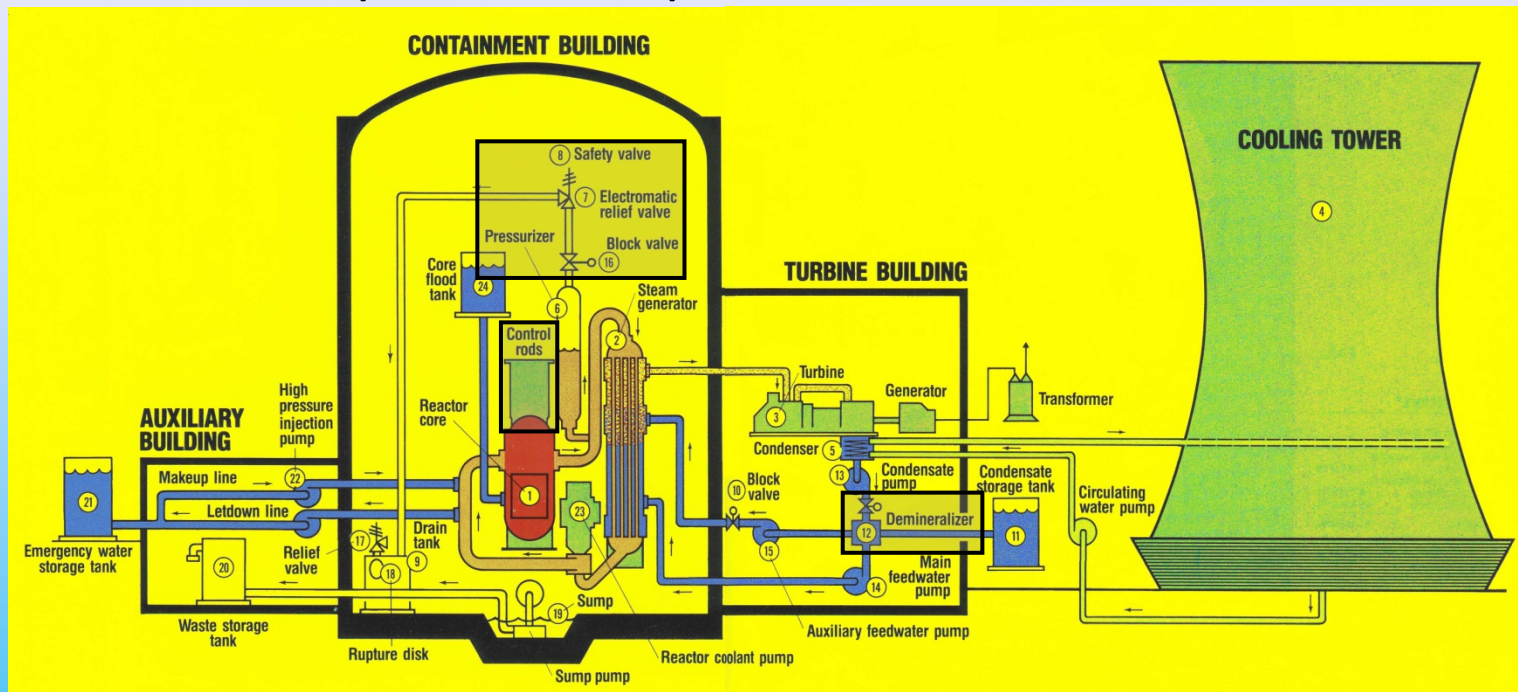 CONTAINMENT BUILDING
8 Safety valve
7 Electromatic
relief valve
Pressurizer
Block valve
16
Core
flood
tank
24
6
Steam
generator
2
Control
rods
Reactor
core
1
23
High
pressure
injection
pump
AUXILIARY
BUILDING
Makeup line
22
Letdown line
21
Emergency water
storage tank
Relief
valve
17
Drain
tank
9
18
20
Waste storage
tank
Rupture disk
19 Sump
Sump pump
Reactor coolant pump
TURBINE BUILDING
Turbine
3
Generator
Transformer
Condenser 5
13 Condensate
pump
10 Block
valve
Condensate
storage tank
Demineralizer
12
11
15
14 Main
feedwater
pump
Auxiliary feedwater pump
Circulating
water pump
COOLING TOWER
4